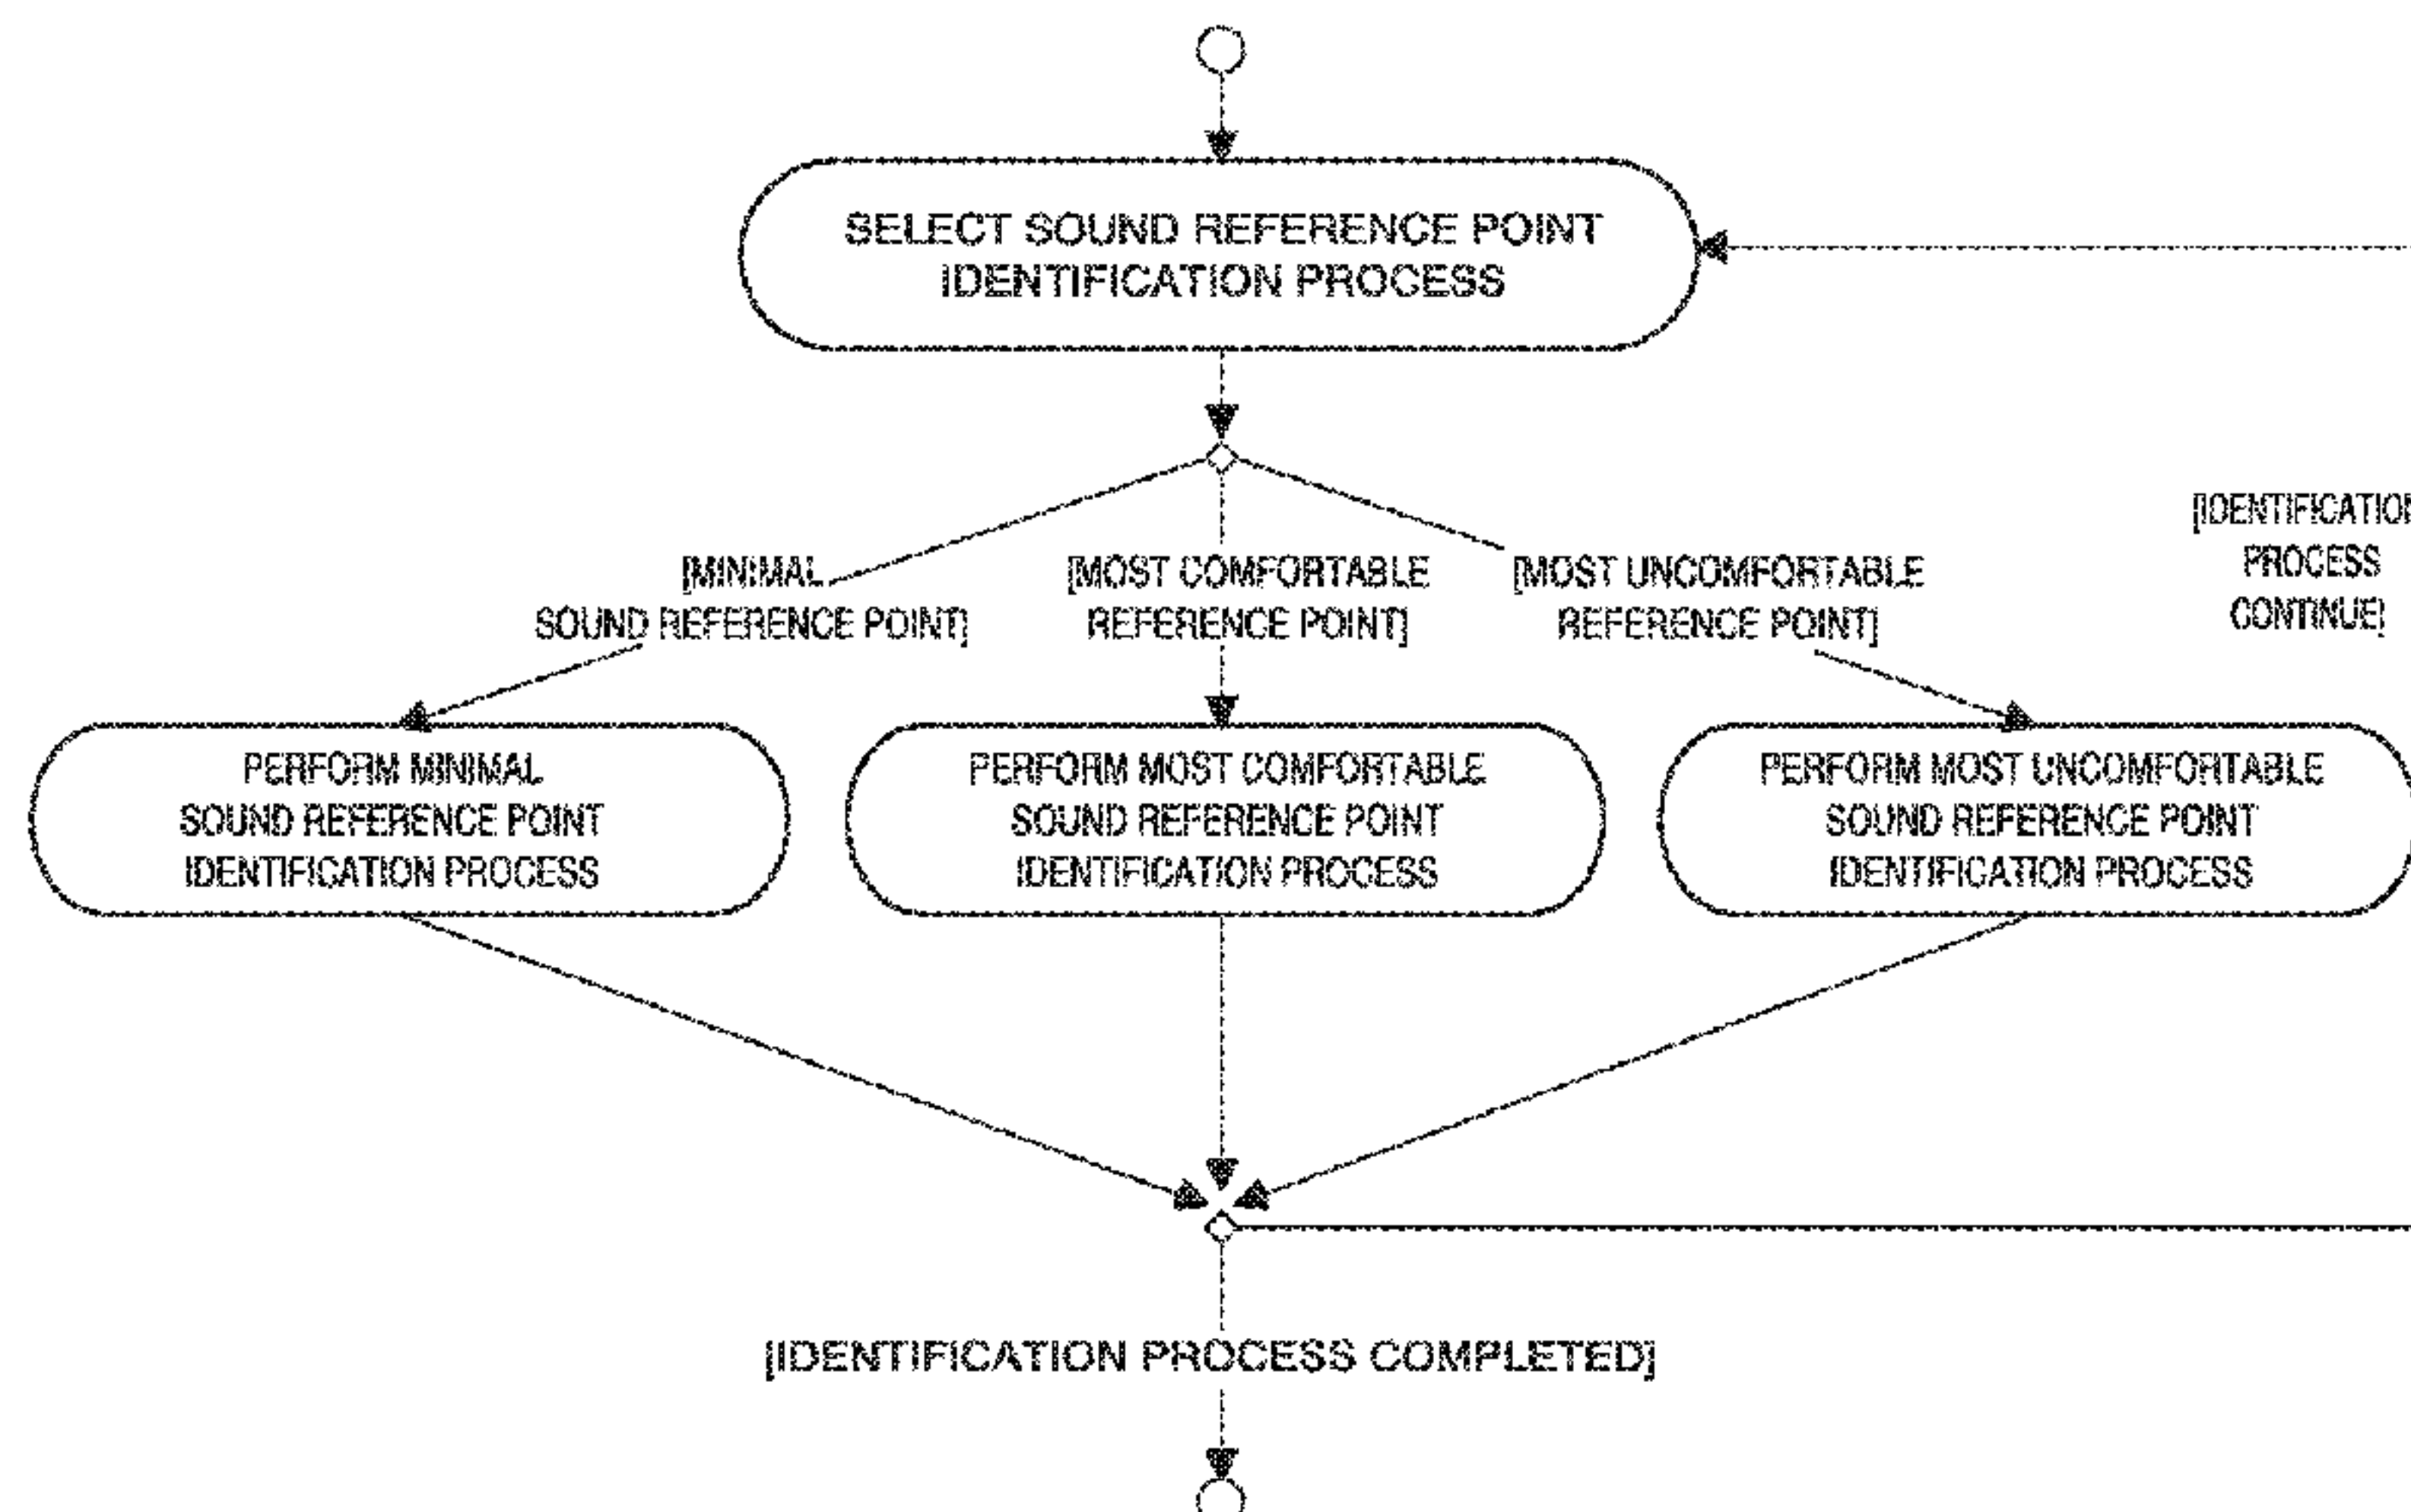 SELECT SOUND REFERENCE POINT
IDENTIFICATION PROCESS
[MINIMAL
SOUND REFERENCE POINT]
[MOST COMFORTABLE
REFERENCE POINT]
[MOST UNCOMFORTABLE
REFERENCE POINT]
[IDENTIFICATION
PROCESS
CONTINUE]
PERFORM MINIMAL
SOUND REFERENCE POINT
IDENTIFICATION PROCESS
PERFORM MOST COMFORTABLE
SOUND REFERENCE POINT
IDENTIFICATION PROCESS
PERFORM MOST UNCOMFORTABLE
SOUND REFERENCE POINT
IDENTIFICATION PROCESS
[IDENTIFICATION PROCESS COMPLETED]